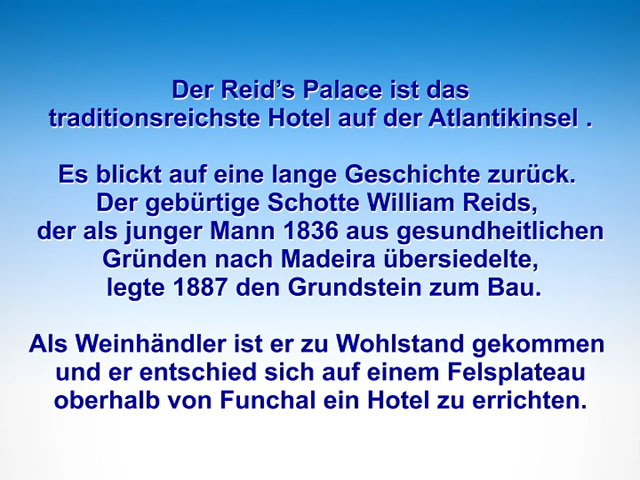 Der Reid's Palace ist das
traditionsreichste Hotel auf der Atlantikinsel .
Es blickt auf eine lange Geschichte zurück.
Der gebürtige Schotte William Reids,
der als junger Mann 1836 aus gesundheitlichen
Gründen nach Madeira übersiedelte,
legte 1887 den Grundstein zum Bau.
Als Weinhändler ist er zu Wohlstand gekommen
und er entschied sich auf einem Felsplateau
oberhalb von Funchal ein Hotel zu errichten.